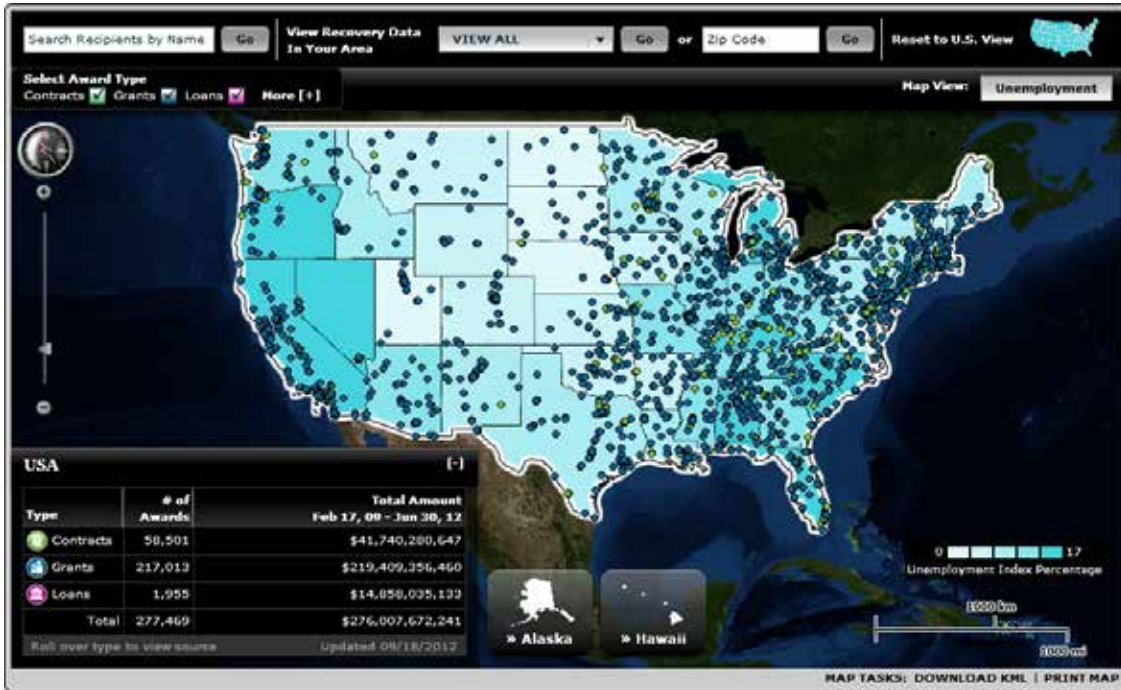 Search Recipients by Name
Go
View Recovery Data
In Your Area
VIEW ALL
Go
or
Zip Code
Go
Reset to U.S. View
Select Award Type
Contracts Grants Loans More [+]
Map View:
Unemployment
USA [-]
Type # of Awards Total Amount
Feb 17, 09 - Jun 30, 12
Contracts 58,501 $41,740,280,647
Grants 217,013 $219,409,356,460
Loans 1,955 $14,858,035,133
Total 277,469 $276,007,672,241
Roll over type to view source Updated 09/18/2012
» Alaska
» Hawaii
0 17
Unemployment Index Percentage
1000 km
1000 mi
MAP TASKS: DOWNLOAD KML | PRINT MAP